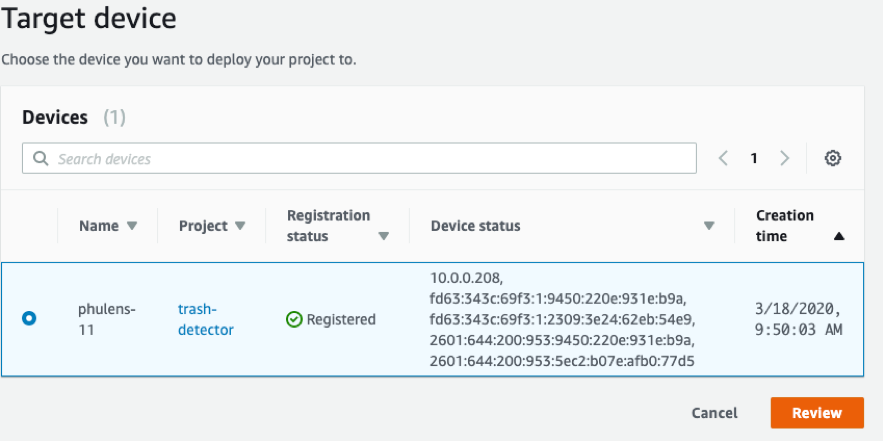 Target device
Choose the device you want to deploy your project to.
Devices (1)
Search devices
1
Name
Project
Registration
status
Device status
Creation
time
phulens-
11
trash-
detector
Registered
10.0.0.208,
fd63:343c:69f3:1:9450:220e:931e:b9a,
fd63:343c:69f3:1:2309:3e24:62eb:54e9,
2601:644:200:953:9450:220e:931e:b9a,
2601:644:200:953:5ec2:b07e:afb0:77d5
3/18/2020,
9:50:03 AM
Cancel
Review